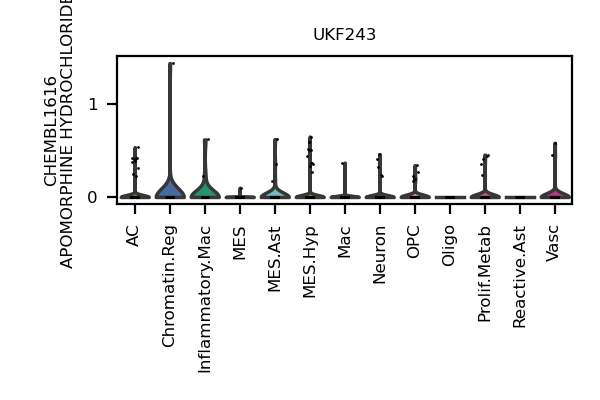 UKF243
CHEMBL1616
APOMORPHINE HYDROCHLORIDE
1
0
AC
Chromatin.Reg
Inflammatory.Mac
MES
MES.Ast
MES.Hyp
Mac
Neuron
OPC
Oligo
Prolif.Metab
Reactive.Ast
Vasc